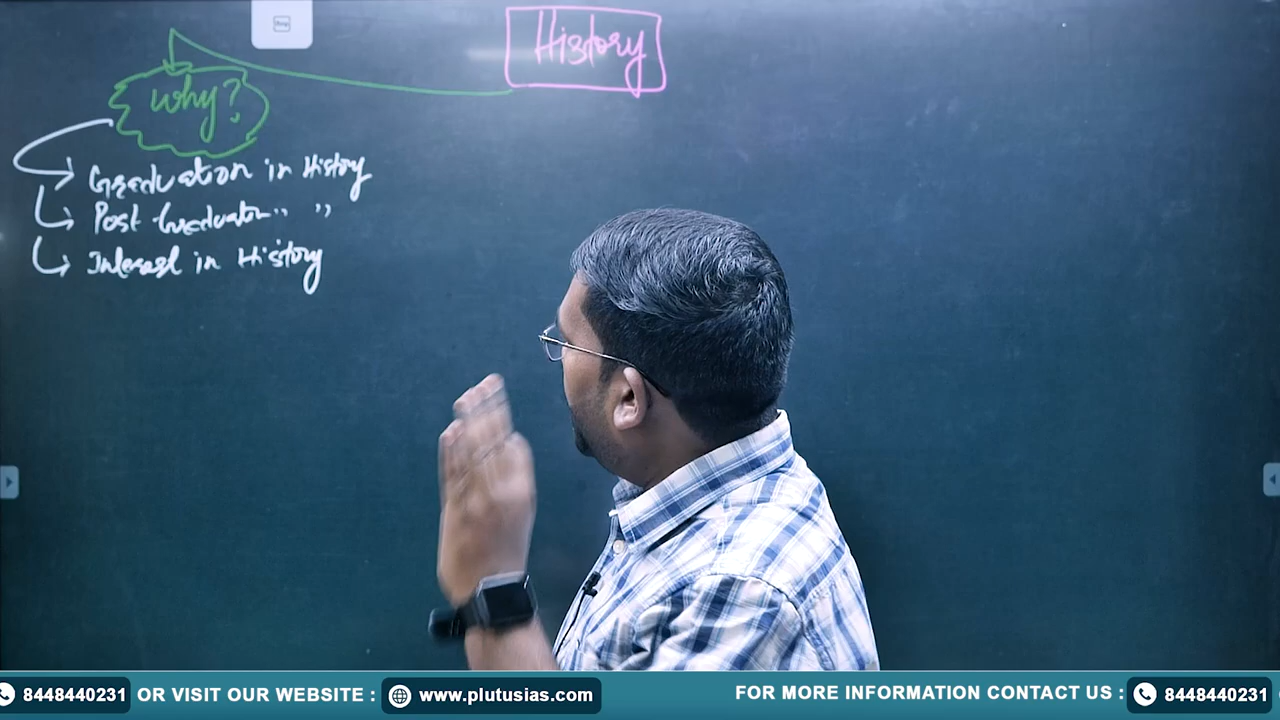 History
Why?
Graduation in History
Post Graduation " "
Interest in History
8448440231 OR VISIT OUR WEBSITE : www.plutusias.com FOR MORE INFORMATION CONTACT US : 8448440231